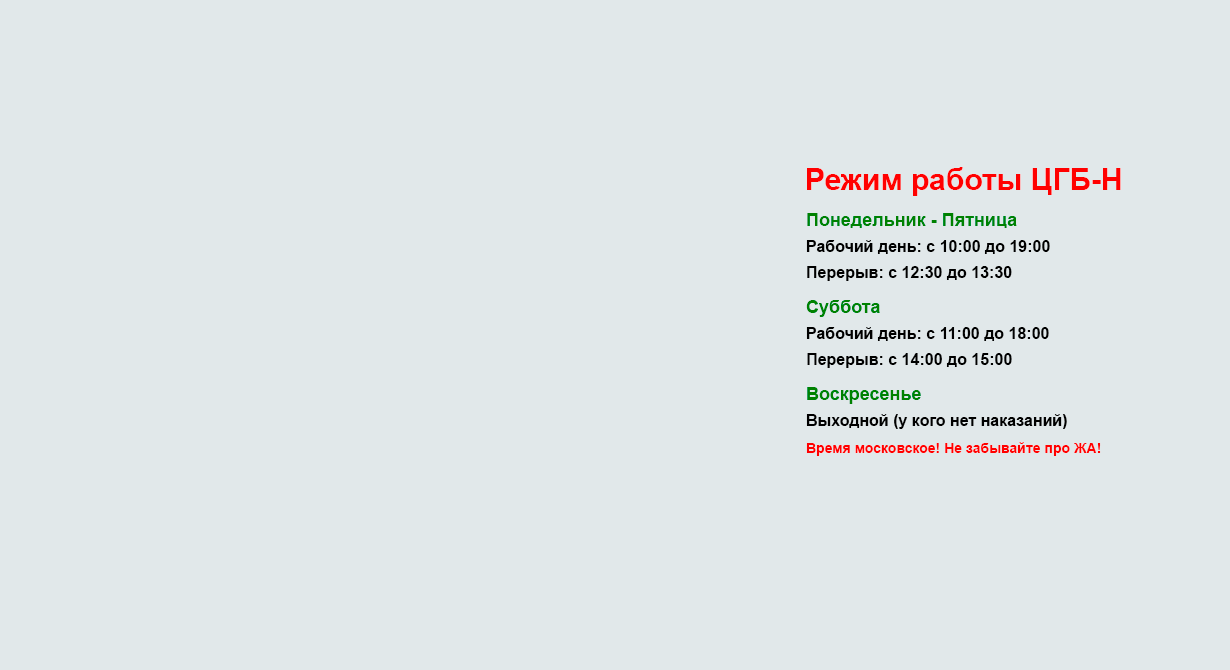 Режим работы ЦГБ-Н
Понедельник - Пятница
Рабочий день: с 10:00 до 19:00
Перерыв: с 12:30 до 13:30
Суббота
Рабочий день: с 11:00 до 18:00
Перерыв: с 14:00 до 15:00
Воскресенье
Выходной (у кого нет наказаний)
Время московское! Не забывайте про ЖА!